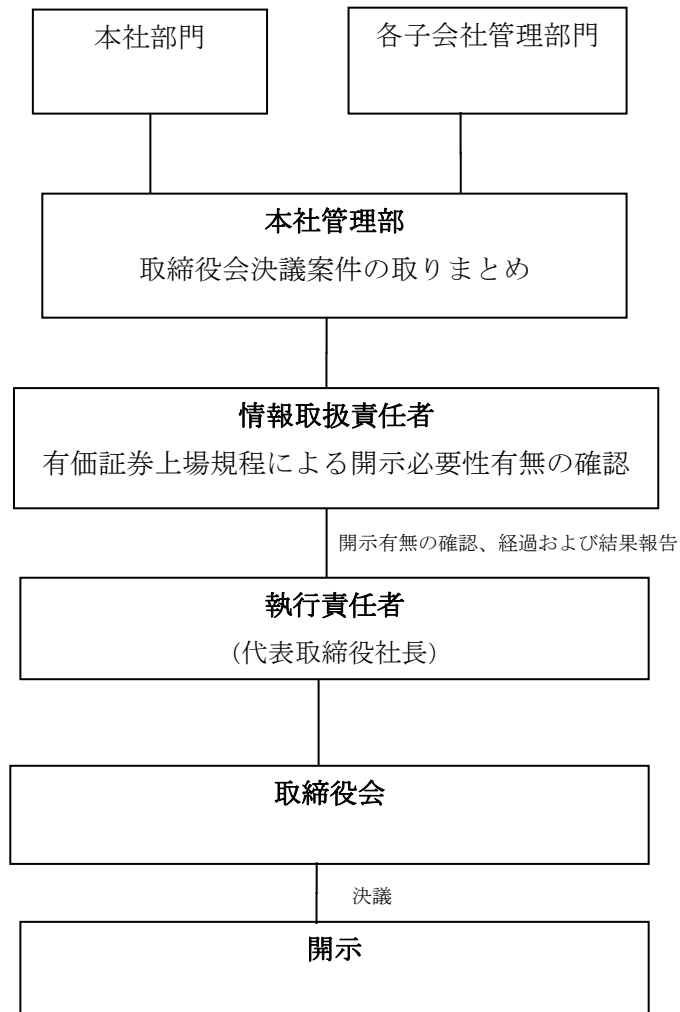 本社部門
各子会社管理部門
本社管理部
取締役会決議案件の取りまとめ
情報取扱責任者
有価証券上場規程による開示必要性有無の確認
開示有無の確認、経過および結果報告
執行責任者
(代表取締役社長)
取締役会
決議
開示